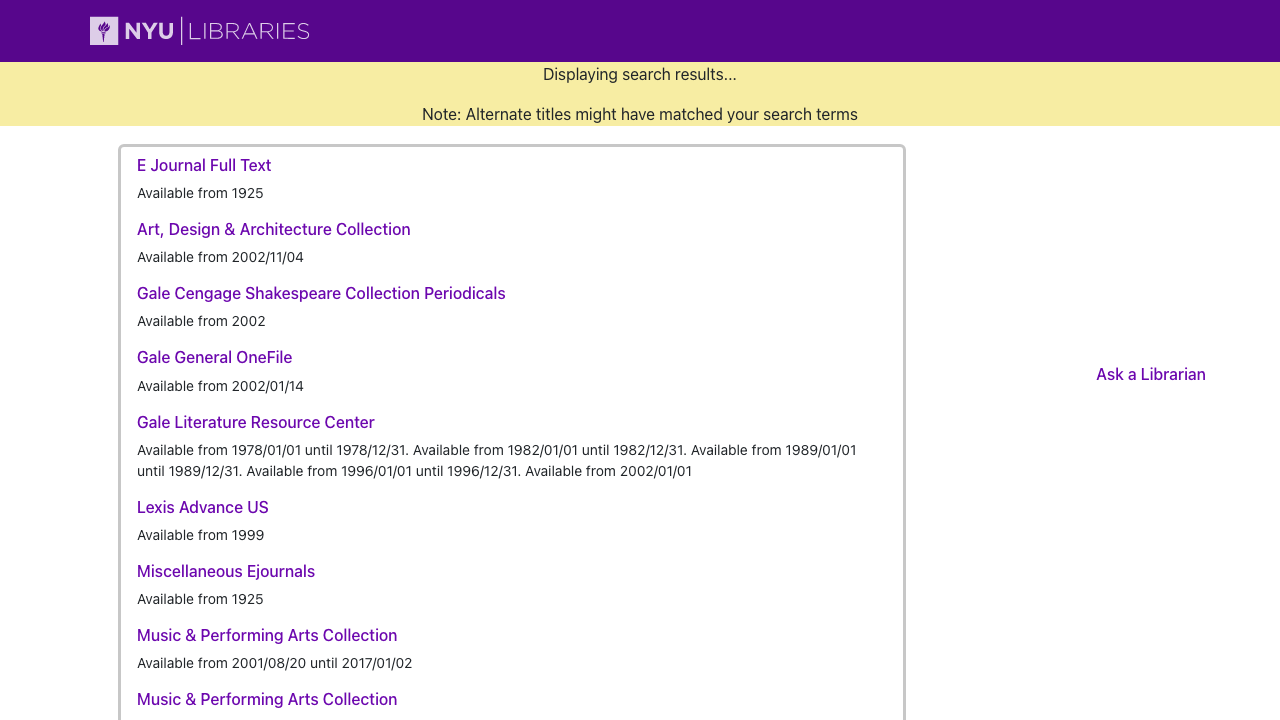 NYU LIBRARIES
Displaying search results...
Note: Alternate titles might have matched your search terms
E Journal Full Text
Available from 1925
Art, Design & Architecture Collection
Available from 2002/11/04
Gale Cengage Shakespeare Collection Periodicals
Available from 2002
Gale General OneFile
Available from 2002/01/14
Ask a Librarian
Gale Literature Resource Center
Available from 1978/01/01 until 1978/12/31. Available from 1982/01/01 until 1982/12/31. Available from 1989/01/01
until 1989/12/31. Available from 1996/01/01 until 1996/12/31. Available from 2002/01/01
Lexis Advance US
Available from 1999
Miscellaneous Ejournals
Available from 1925
Music & Performing Arts Collection
Available from 2001/08/20 until 2017/01/02
Music & Performing Arts Collection